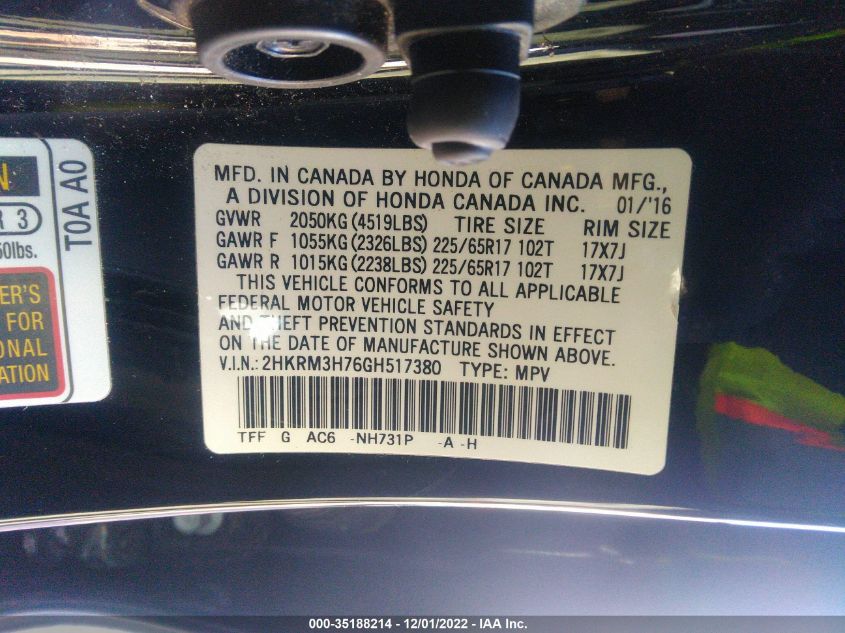 MFD. IN CANADA BY HONDA OF CANADA MFG.,
A DIVISION OF HONDA CANADA INC. 01/'16
GVWR 2050KG(4519LBS) TIRE SIZE RIM SIZE
GAWR F 1055KG(2326LBS) 225/65R17 102T 17X7J
GAWR R 1015KG(2238LBS) 225/65R17 102T 17X7J
THIS VEHICLE CONFORMS TO ALL APPLICABLE
FEDERAL MOTOR VEHICLE SAFETY
AND THEFT PREVENTION STANDARDS IN EFFECT
ON THE DATE OF MANUFACTURE SHOWN ABOVE.
V.I.N.: 2HKRM3H76GH517380 TYPE: MPV
TFF G AC6 -NH731P -A -H
N
R 3
50lbs.
ER'S
FOR
ONAL
ATION
T0A A0
000-35188214 - 12/01/2022 - IAA Inc.